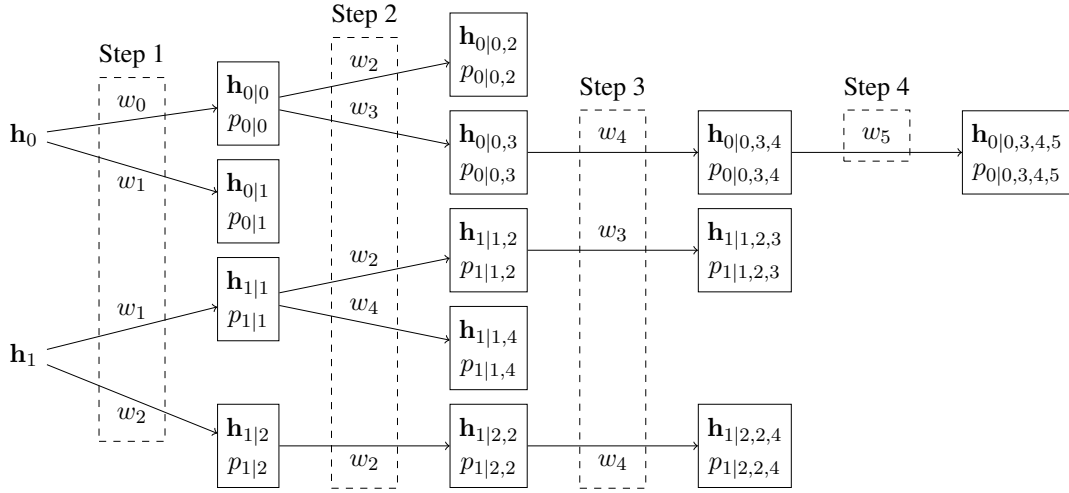 Step 1
Step 2
Step 3
Step 4
𝐡₀
w₀
w₁
𝐡₁
w₁
w₂
𝐡₀|₀
p₀|₀
𝐡₀|₁
p₀|₁
𝐡₁|₁
p₁|₁
𝐡₁|₂
p₁|₂
w₂
w₃
w₂
w₄
w₂
𝐡₀|₀,₂
p₀|₀,₂
𝐡₀|₀,₃
p₀|₀,₃
𝐡₁|₁,₂
p₁|₁,₂
𝐡₁|₁,₄
p₁|₁,₄
𝐡₁|₂,₂
p₁|₂,₂
w₄
w₃
w₄
𝐡₀|₀,₃,₄
p₀|₀,₃,₄
𝐡₁|₁,₂,₃
p₁|₁,₂,₃
𝐡₁|₂,₂,₄
p₁|₂,₂,₄
w₅
𝐡₀|₀,₃,₄,₅
p₀|₀,₃,₄,₅